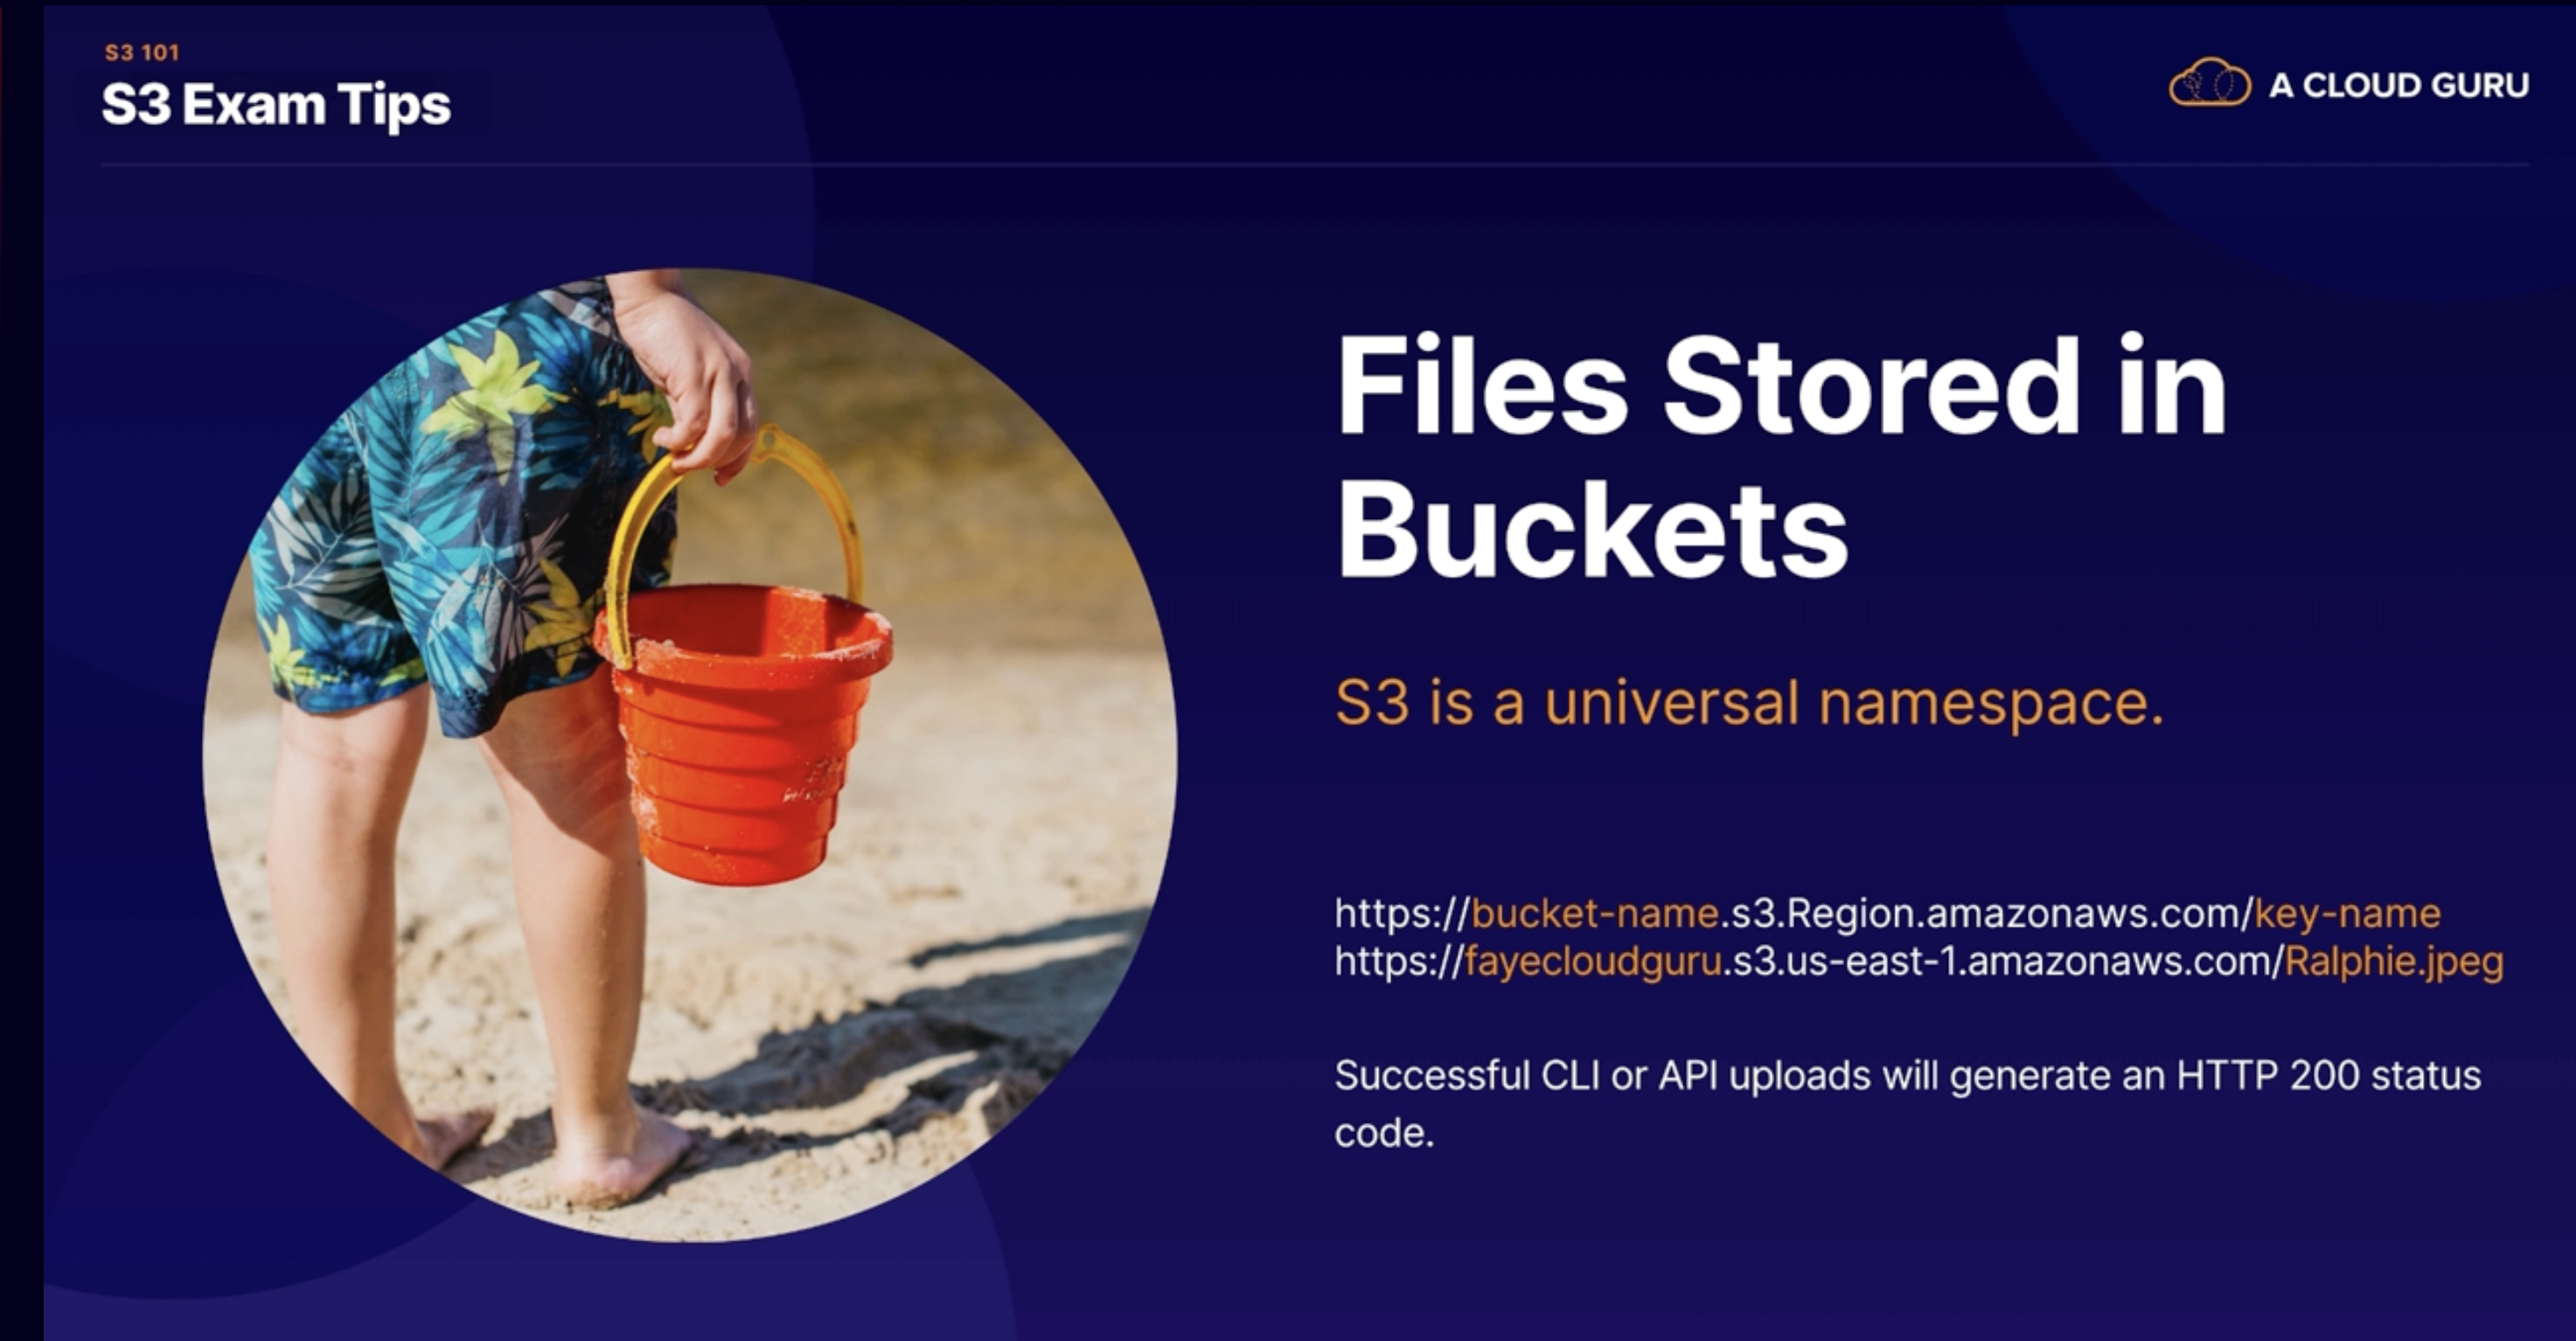 S3 101
S3 Exam Tips
A CLOUD GURU
Files Stored in
Buckets
S3 is a universal namespace.
https://bucket-name.s3.Region.amazonaws.com/key-name
https://fayecloudguru.s3.us-east-1.amazonaws.com/Ralphie.jpeg
Successful CLI or API uploads will generate an HTTP 200 status
code.